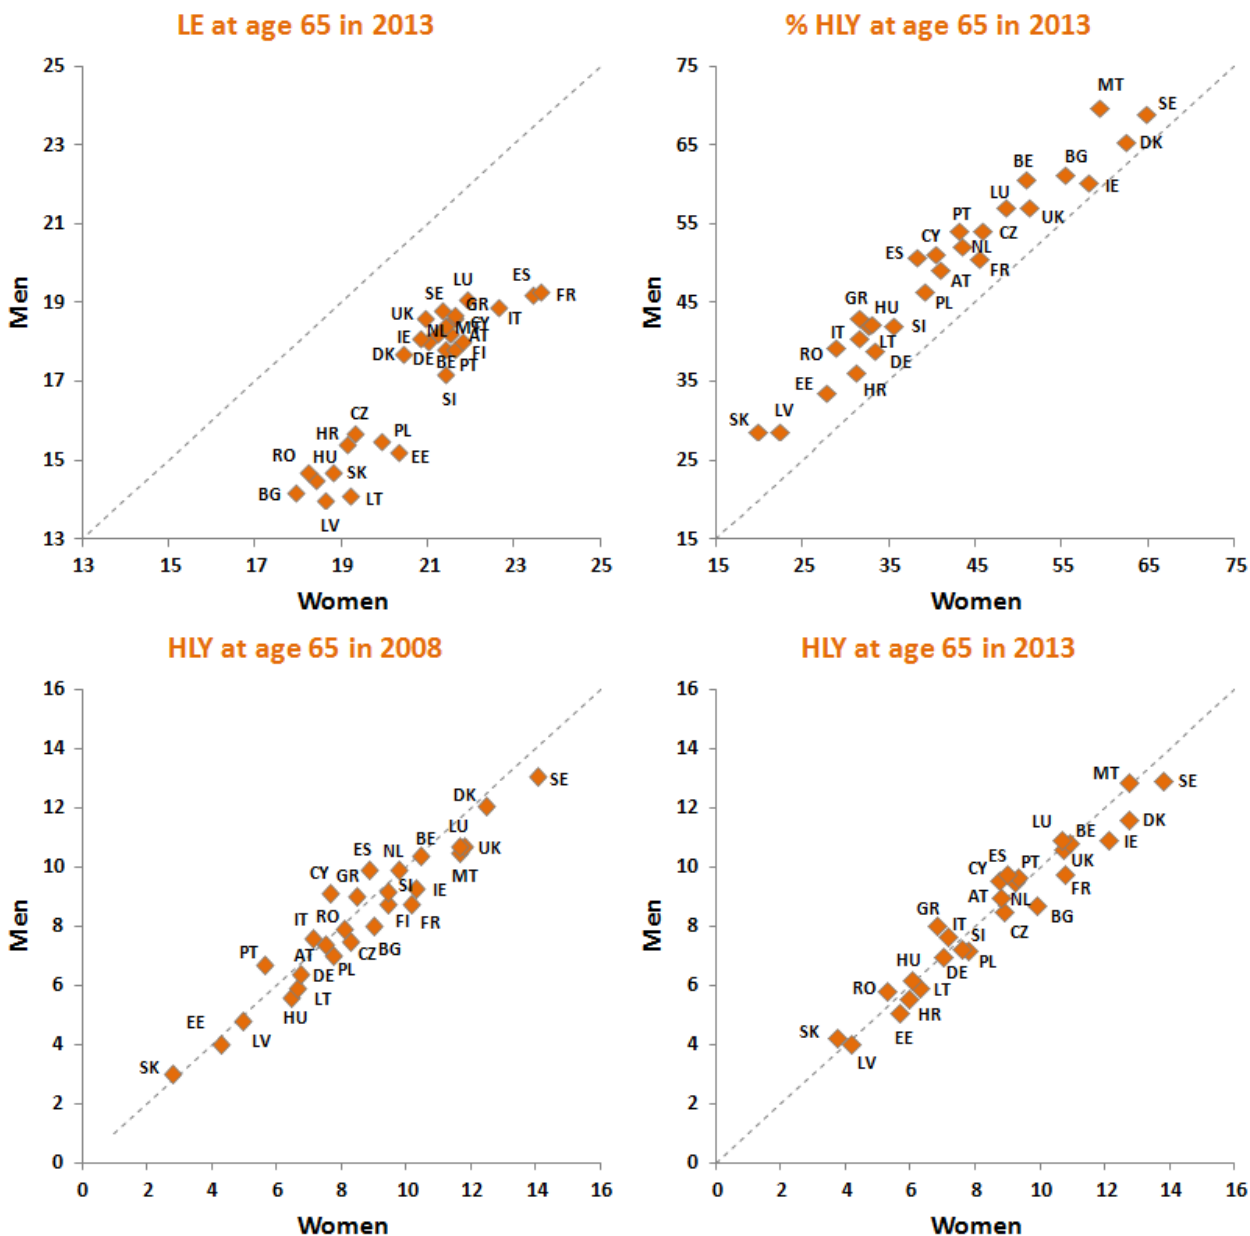 LE at age 65 in 2013
25
23
21
19
17
15
13
Men
LU
ES
FR
SE
GR
IT
UK
CY
NL
MT
IE
AT
DK
DE
BE
FI
PT
SI
CZ
HR
PL
RO
HU
EE
SK
BG
LT
LV
13 15 17 19 21 23 25
Women
% HLY at age 65 in 2013
75
65
55
45
35
25
15
Men
MT
SE
DK
BE
BG
IE
LU
UK
PT
CZ
CY
NL
ES
FR
AT
PL
GR
HU
SI
IT
LT
RO
DE
EE
HR
LV
SK
15 25 35 45 55 65 75
Women
HLY at age 65 in 2008
16
14
12
10
8
6
4
2
0
Men
SE
DK
LU
BE
UK
ES
NL
MT
CY
GR
SI
IE
IT
RO
FI
FR
PT
AT
CZ
BG
DE
PL
LT
HU
EE
LV
SK
0 2 4 6 8 10 12 14 16
Women
HLY at age 65 in 2013
16
14
12
10
8
6
4
2
0
Men
MT
SE
DK
LU
BE
IE
ES
PT
UK
CY
FR
AT
NL
GR
BG
IT
SI
CZ
HU
DE
PL
RO
LT
HR
SK
EE
LV
0 2 4 6 8 10 12 14 16
Women